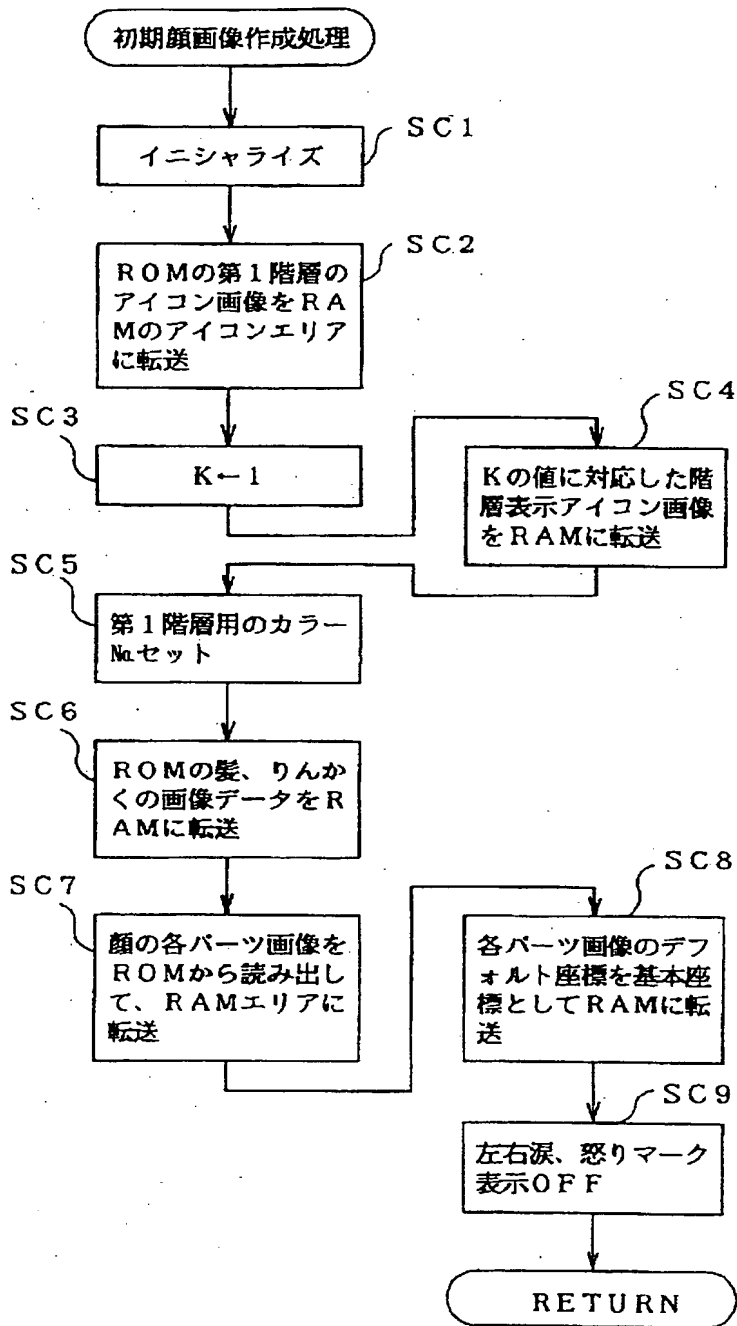 初期顔画像作成処理
SC1
イニシャライズ
SC2
ROMの第1階層の
アイコン画像をRA
Mのアイコンエリア
に転送
SC3
K←1
SC4
Kの値に対応した階
層表示アイコン画像
をRAMに転送
SC5
第1階層用のカラー
№セット
SC6
ROMの髪、りんか
くの画像データをR
AMに転送
SC7
顔の各パーツ画像を
ROMから読み出し
て、RAMエリアに
転送
SC8
各パーツ画像のデフ
ォルト座標を基本座
標としてRAMに転
送
SC9
左右涙、怒りマーク
表示OFF
RETURN